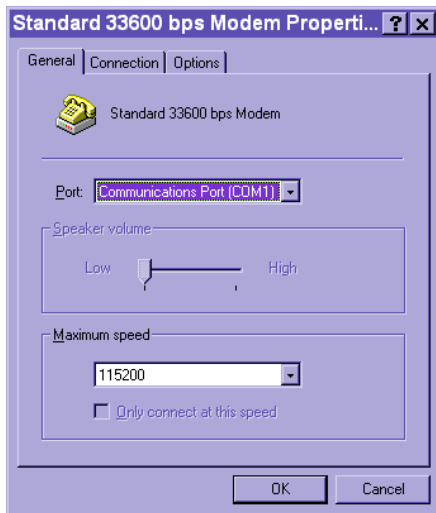 Standard 33600 bps Modem Properti... ? ×
General Connection Options
Standard 33600 bps Modem
Port: Communications Port (COM1)
Speaker volume
Low High
Maximum speed
115200
Only connect at this speed
OK Cancel